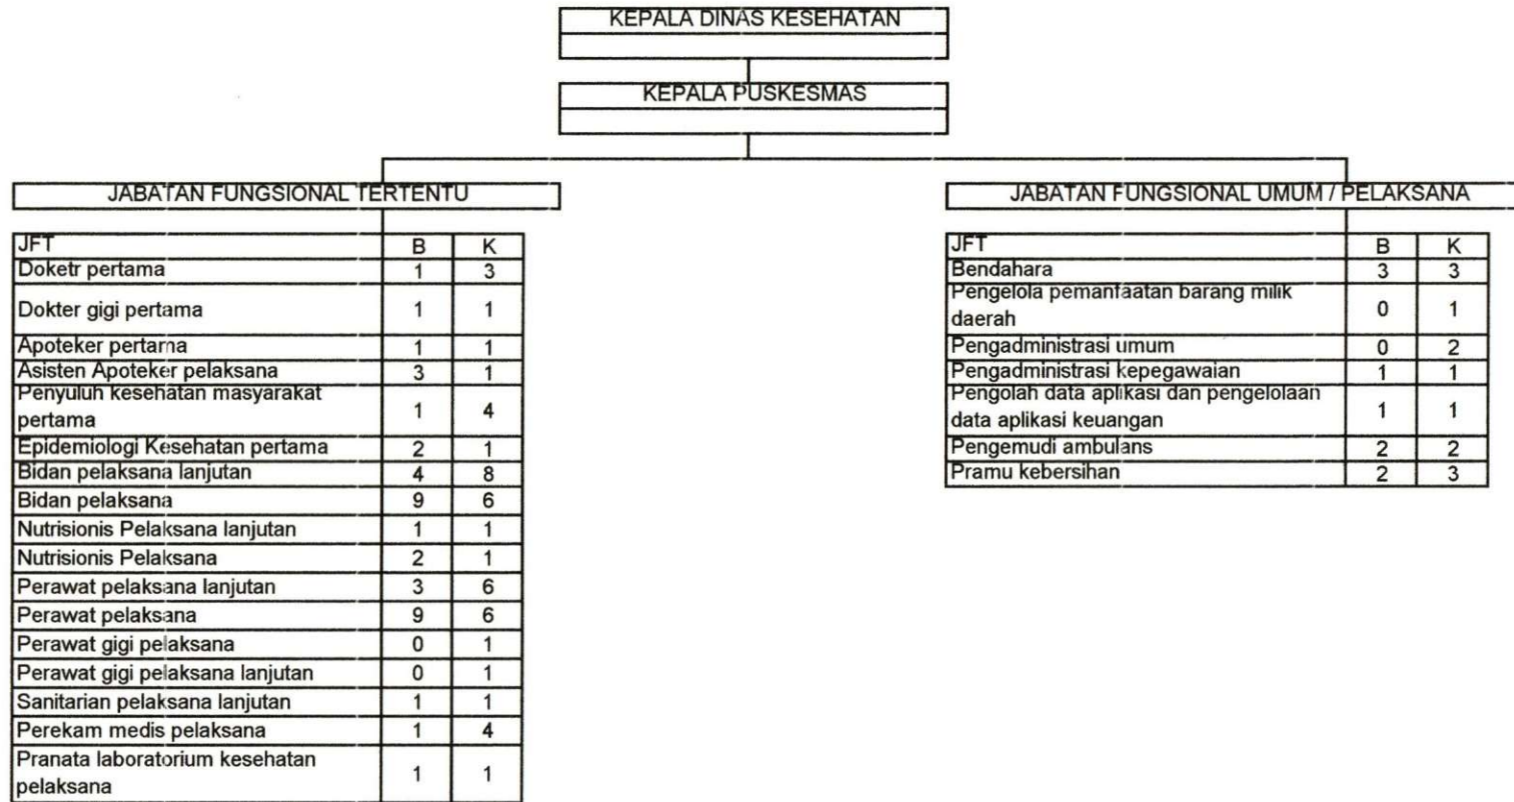 KEPALA DINAS KESEHATAN
KEPALA PUSKESMAS
JABATAN FUNGSIONAL TERTENTU
JFT B K
Doketr pertama 1 3
Dokter gigi pertama 1 1
Apoteker pertama 1 1
Asisten Apoteker pelaksana 3 1
Penyuluh kesehatan masyarakat
pertama 1 4
Epidemiologi Kesehatan pertama 2 1
Bidan pelaksana lanjutan 4 8
Bidan pelaksana 9 6
Nutrisionis Pelaksana lanjutan 1 1
Nutrisionis Pelaksana 2 1
Perawat pelaksana lanjutan 3 6
Perawat pelaksana 9 6
Perawat gigi pelaksana 0 1
Perawat gigi pelaksana lanjutan 0 1
Sanitarian pelaksana lanjutan 1 1
Perekam medis pelaksana 1 4
Pranata laboratorium kesehatan
pelaksana 1 1
JABATAN FUNGSIONAL UMUM / PELAKSANA
JFT B K
Bendahara 3 3
Pengelola pemanfaatan barang milik
daerah 0 1
Pengadministrasi umum 0 2
Pengadministrasi kepegawaian 1 1
Pengolah data aplikasi dan pengelolaan
data aplikasi keuangan 1 1
Pengemudi ambulans 2 2
Pramu kebersihan 2 3